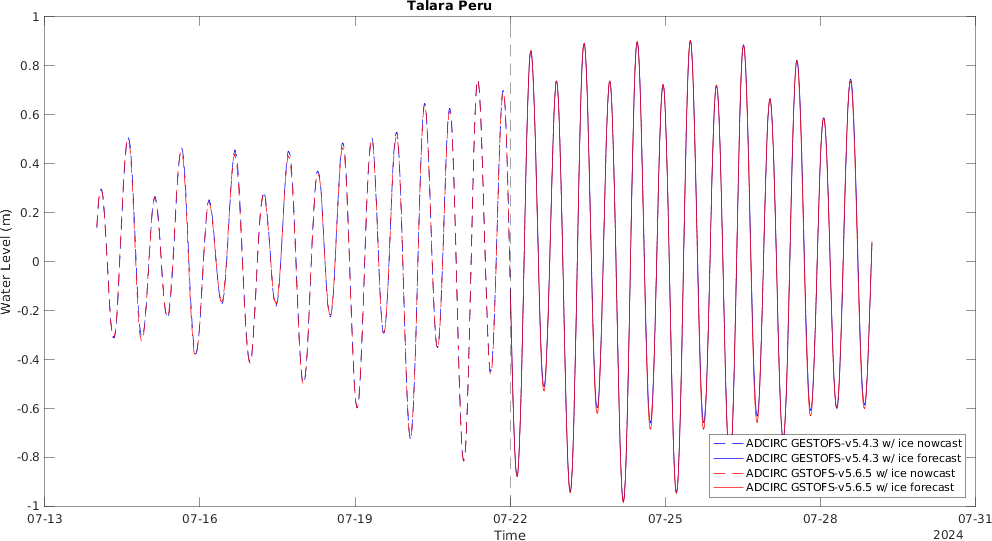 Talara Peru
1
0.8
0.6
0.4
0.2
0
-0.2
-0.4
-0.6
-0.8
-1
Water Level (m)
ADCIRC GESTOFS-v5.4.3 w/ ice nowcast
ADCIRC GESTOFS-v5.4.3 w/ ice forecast
ADCIRC GSTOFS-v5.6.5 w/ ice nowcast
ADCIRC GSTOFS-v5.6.5 w/ ice forecast
07-13 07-16 07-19 07-22 07-25 07-28 07-31
Time
2024